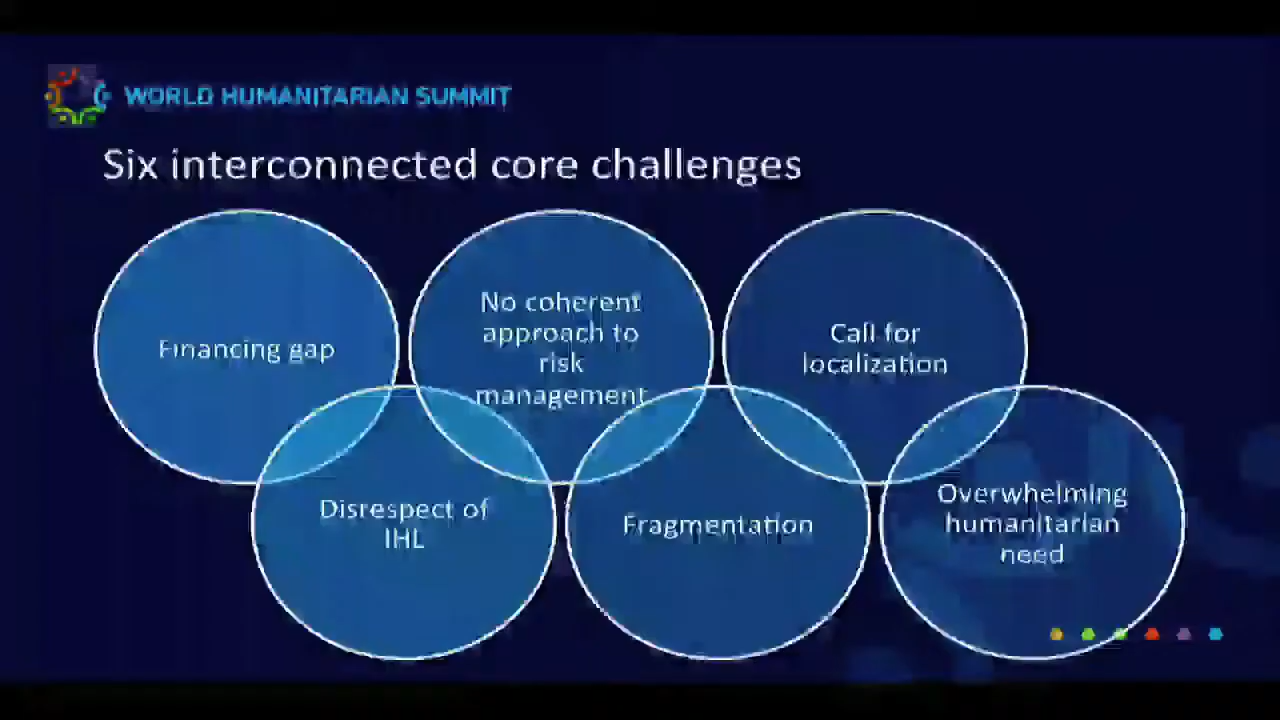 WORLD HUMANITARIAN SUMMIT
Six interconnected core challenges
Financing gap
No coherent
approach to
risk
management
Call for
localization
Disrespect of
IHL
Fragmentation
Overwhelming
humanitarian
need